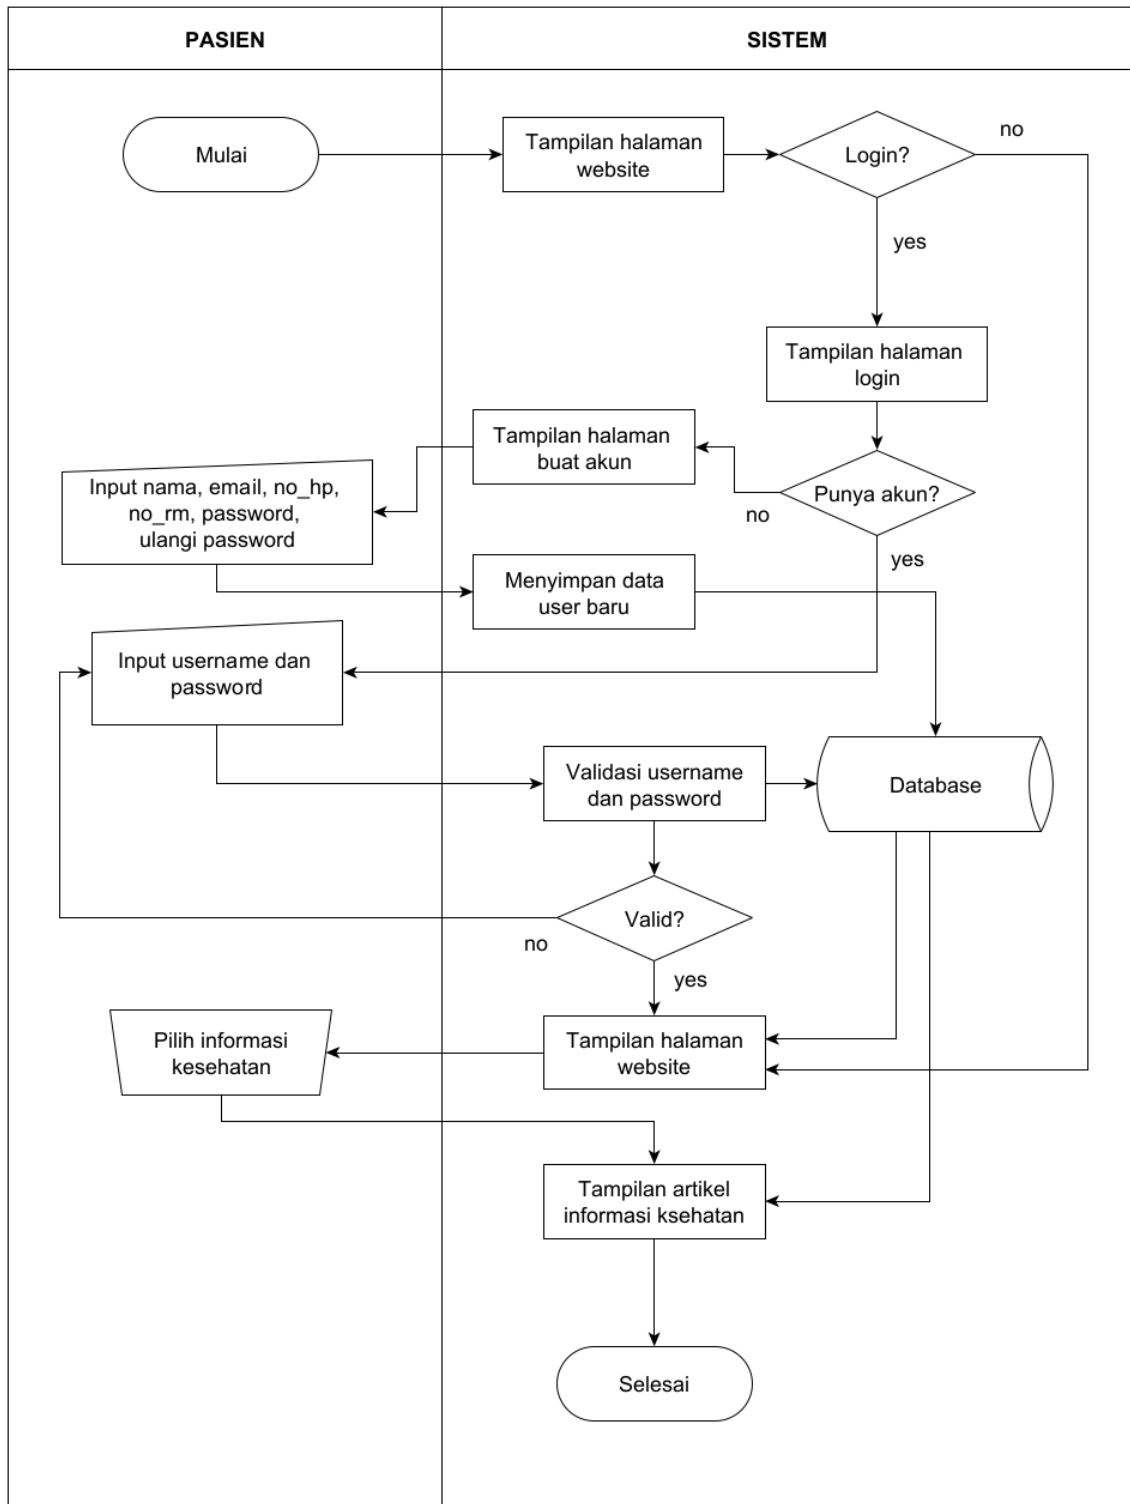 PASIEN
SISTEM
Mulai
Tampilan halaman
website
Login?
no
yes
Tampilan halaman
login
Punya akun?
no
yes
Tampilan halaman
buat akun
Input nama, email, no_hp,
no_rm, password,
ulangi password
Menyimpan data
user baru
Input username dan
password
Validasi username
dan password
Database
Valid?
no
yes
Tampilan halaman
website
Pilih informasi
kesehatan
Tampilan artikel
informasi ksehatan
Selesai